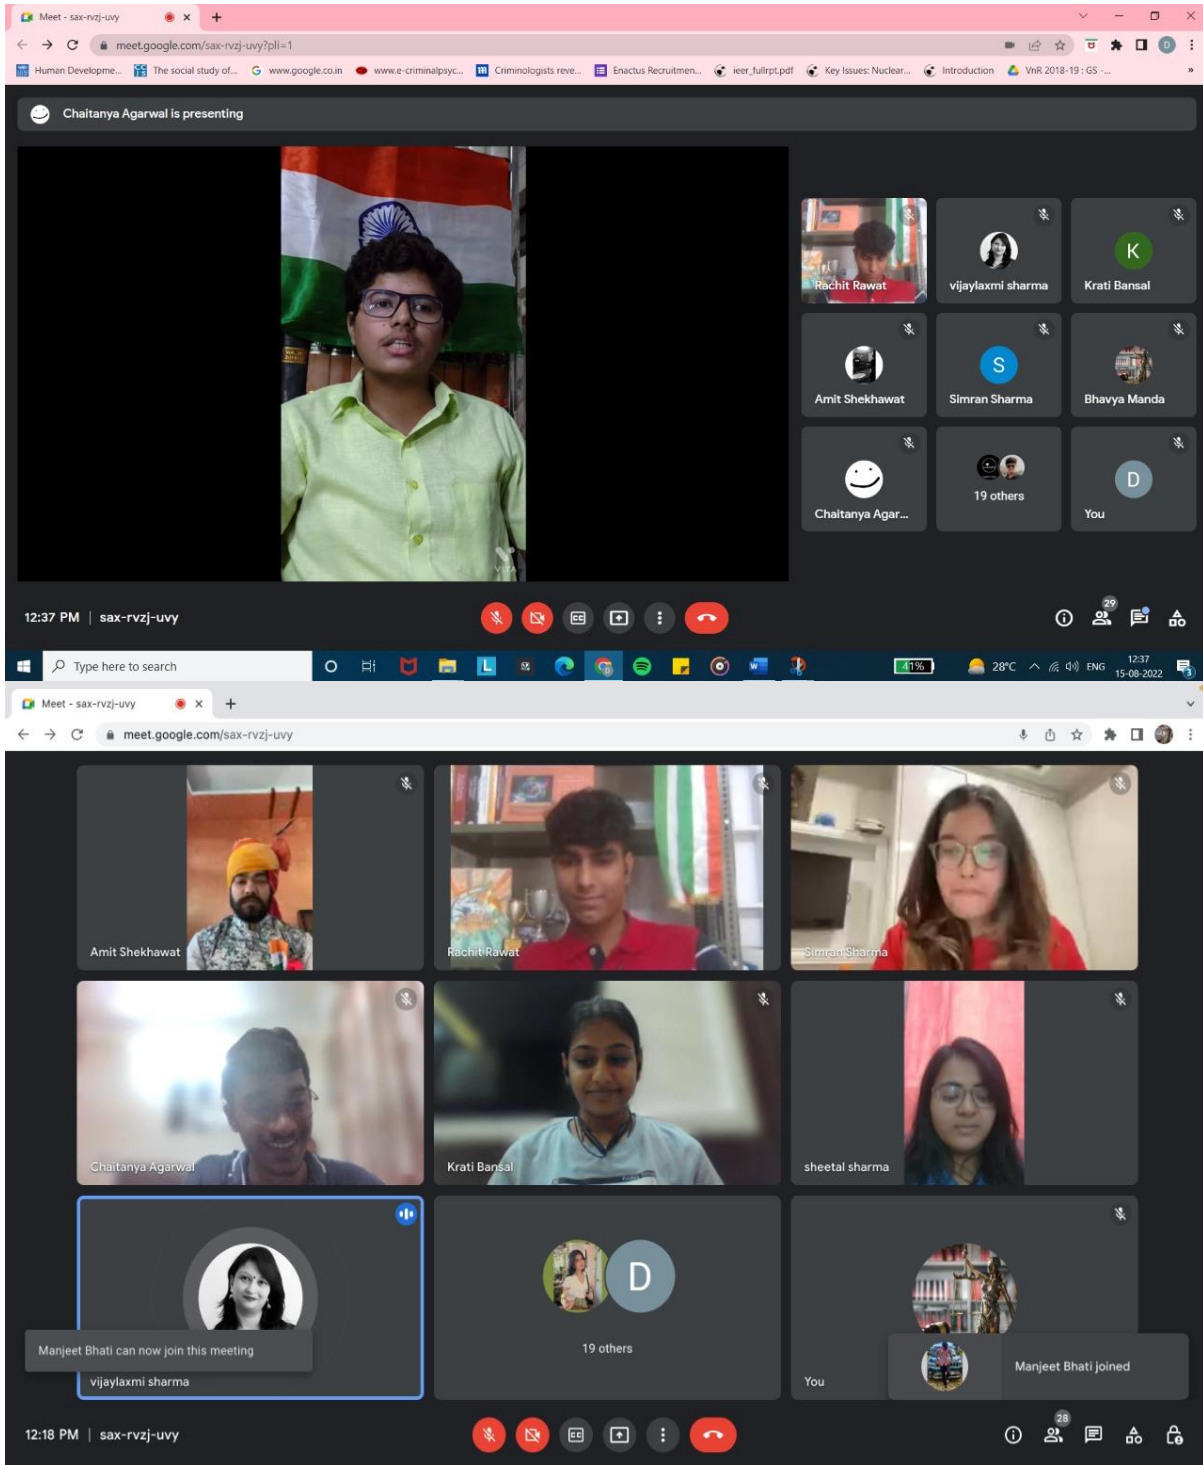 Meet - sax-rvzj-uvy
meet.google.com/sax-rvzj-uvy?pli=1
Human Developme... The social study of... www.google.co.in www.e-criminalpsyc... Criminologists reve... Enactus Recruitmen... ieer_fullrpt.pdf Key Issues: Nuclear... Introduction VnR 2018-19 : GS -... »
Chaitanya Agarwal is presenting
Rachit Rawat
vijaylaxmi sharma
K
Krati Bansal
Amit Shekhawat
S
Simran Sharma
Bhavya Manda
Chaitanya Agar...
19 others
D
You
VITA
12:37 PM | sax-rvzj-uvy
CC
29
Type here to search
41%
28°C
ENG
12:37
15-08-2022
3
Meet - sax-rvzj-uvy
meet.google.com/sax-rvzj-uvy
Amit Shekhawat
Rachit Rawat
Simran Sharma
Chaitanya Agarwal
Krati Bansal
sheetal sharma
D
Manjeet Bhati can now join this meeting
vijaylaxmi sharma
19 others
You
Manjeet Bhati joined
12:18 PM | sax-rvzj-uvy
CC
28